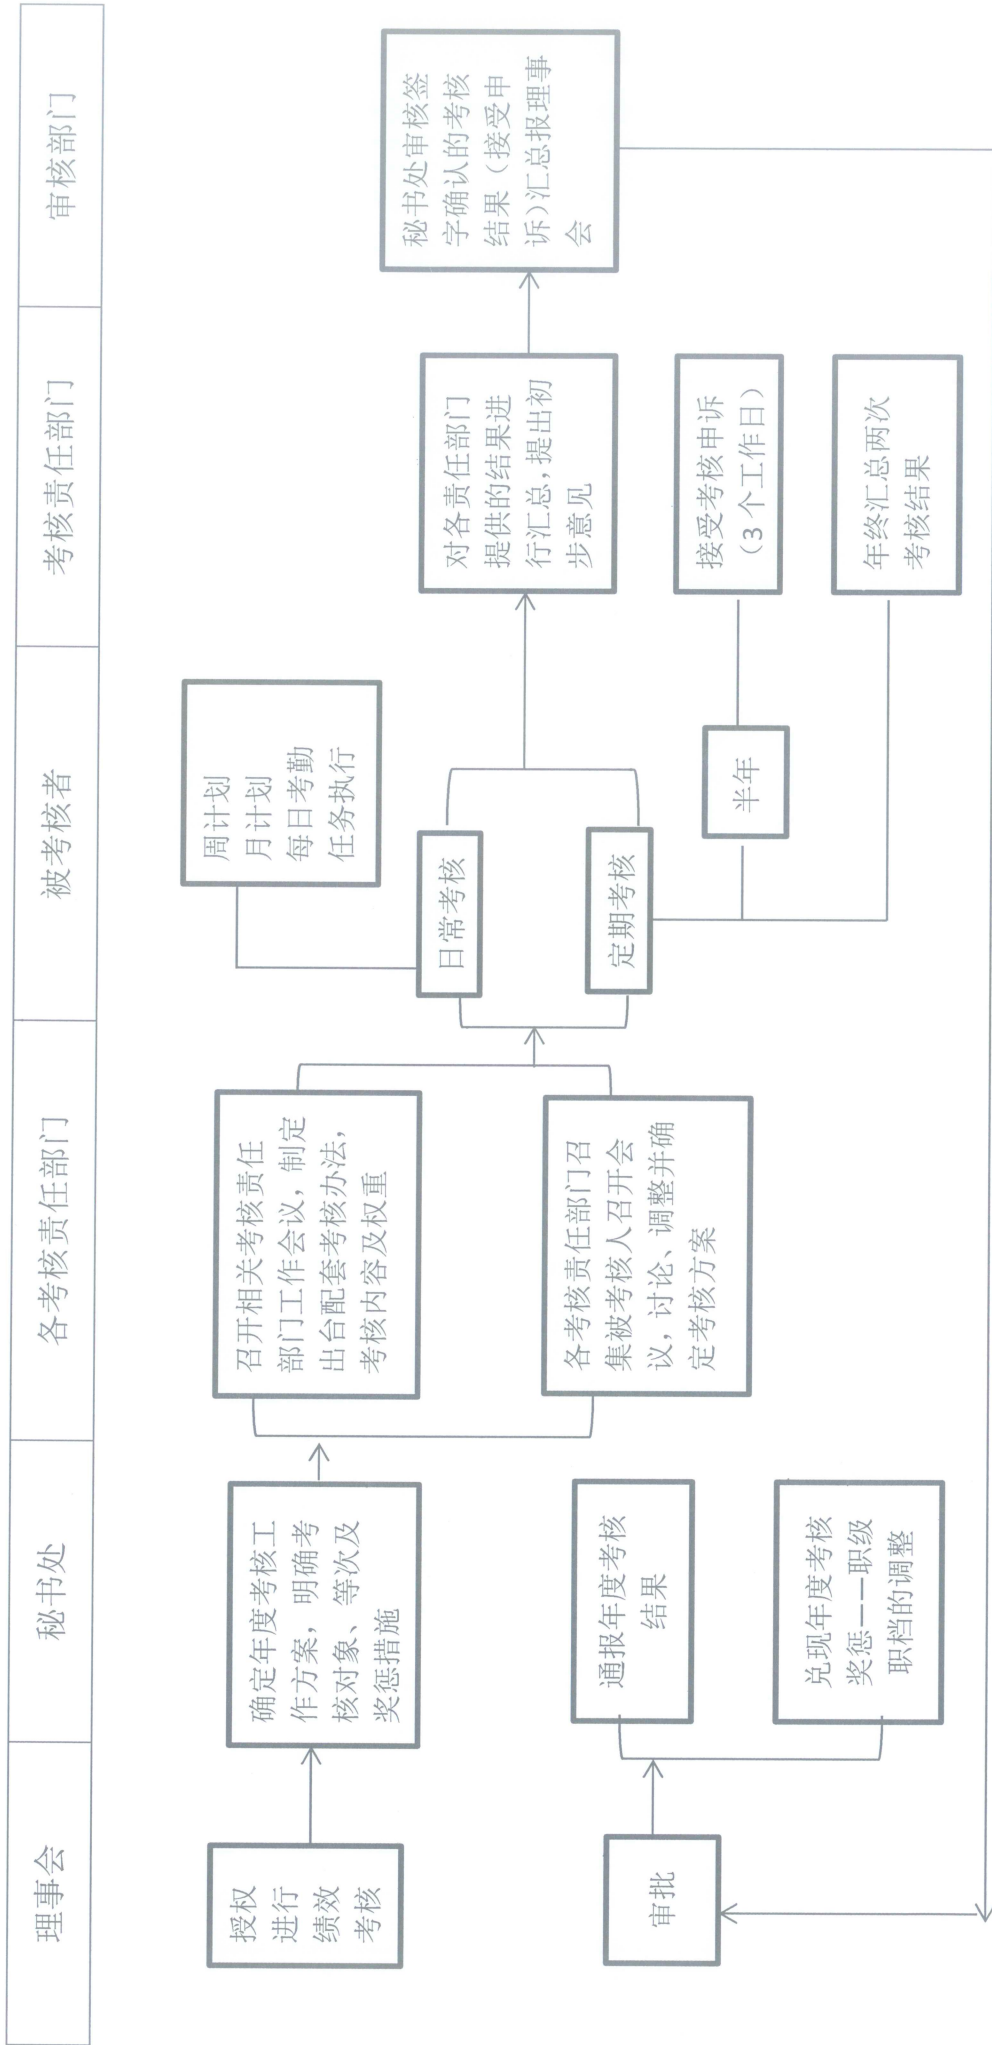 理事会
秘书处
各考核责任部门
被考核者
考核责任部门
审核部门
授权
进行
绩效
考核
确定年度考核工
作方案，明确考
核对象、等次及
奖惩措施
召开相关考核责任
部门工作会议，制定
出台配套考核办法，
考核内容及权重
各考核责任部门召
集被考核人召开会
议，讨论、调整并确
定考核方案
周计划
月计划
每日考勤
任务执行
日常考核
定期考核
半年
对各责任部门
提供的结果进
行汇总，提出初
步意见
接受考核申诉
（3 个工作日）
年终汇总两次
考核结果
秘书处审核签
字确认的考核
结果（接受申
诉）汇总报理事
会
审批
通报年度考核
结果
兑现年度考核
奖惩——职级
职档的调整